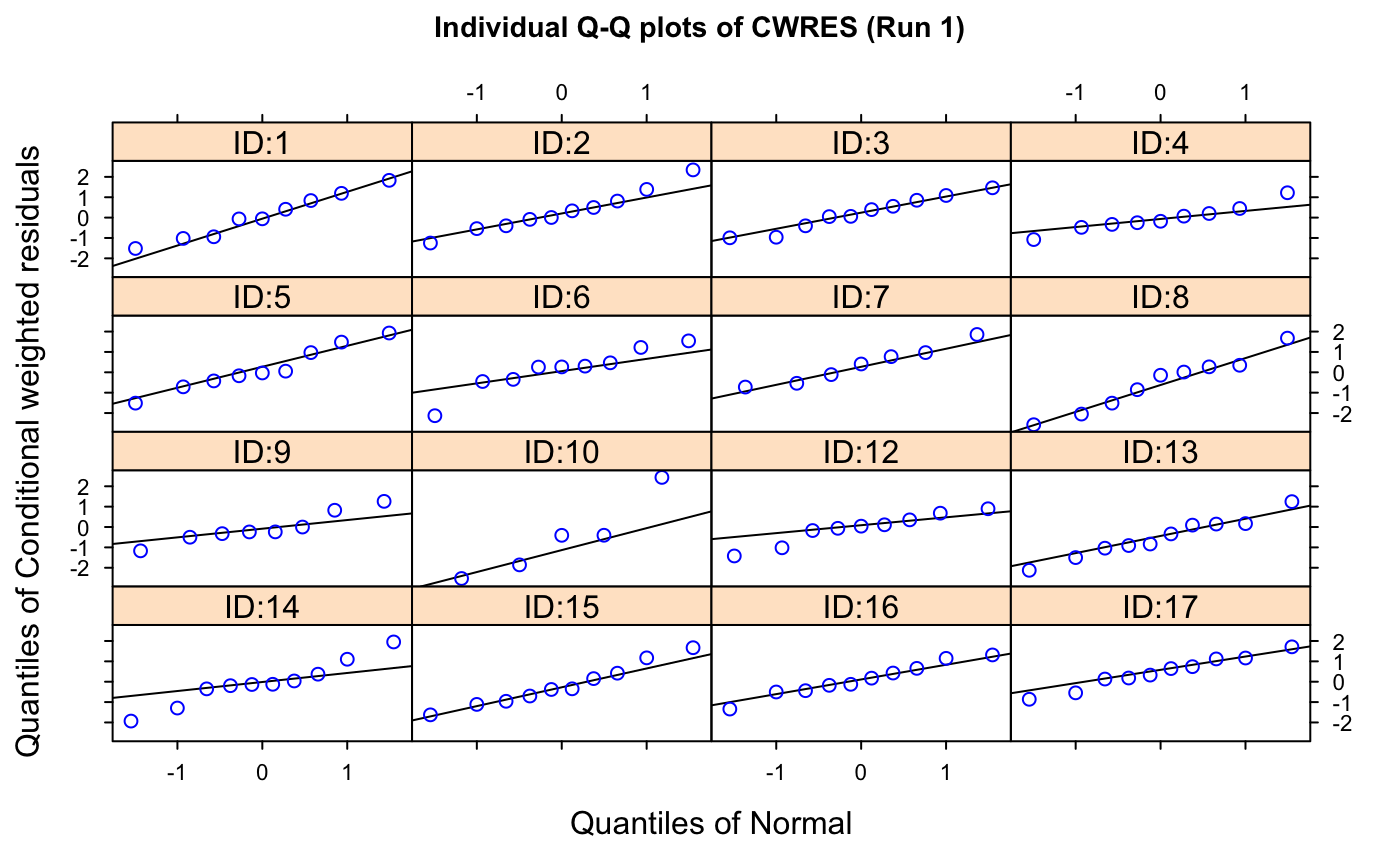 Individual Q-Q plots of CWRES (Run 1)
-1 0 1 -1 0 1
ID:1 ID:2 ID:3 ID:4
2
1
0
-1
-2
ID:5 ID:6 ID:7 ID:8
2
1
0
-1
-2
ID:9 ID:10 ID:12 ID:13
2
1
0
-1
-2
ID:14 ID:15 ID:16 ID:17
2
1
0
-1
-2
-1 0 1 -1 0 1
Quantiles of Normal
Quantiles of Conditional weighted residuals